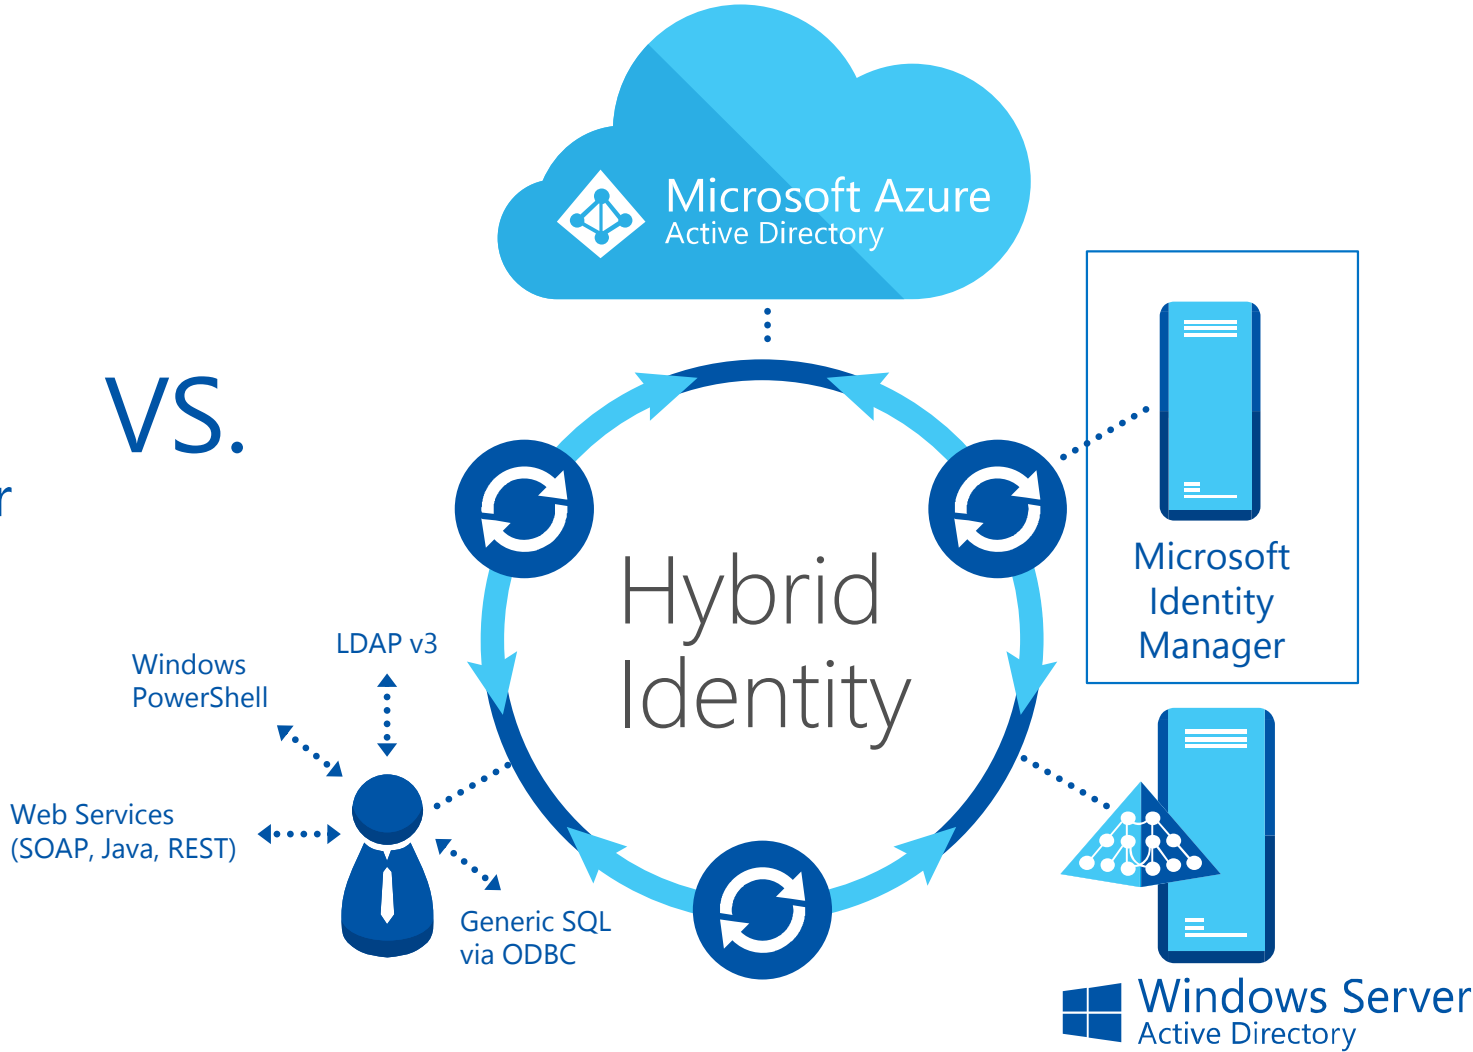 Microsoft Azure
Active Directory
VS.
r
Hybrid
Identity
Microsoft
Identity
Manager
LDAP v3
Windows
PowerShell
Web Services
(SOAP, Java, REST)
Generic SQL
via ODBC
Windows Server
Active Directory